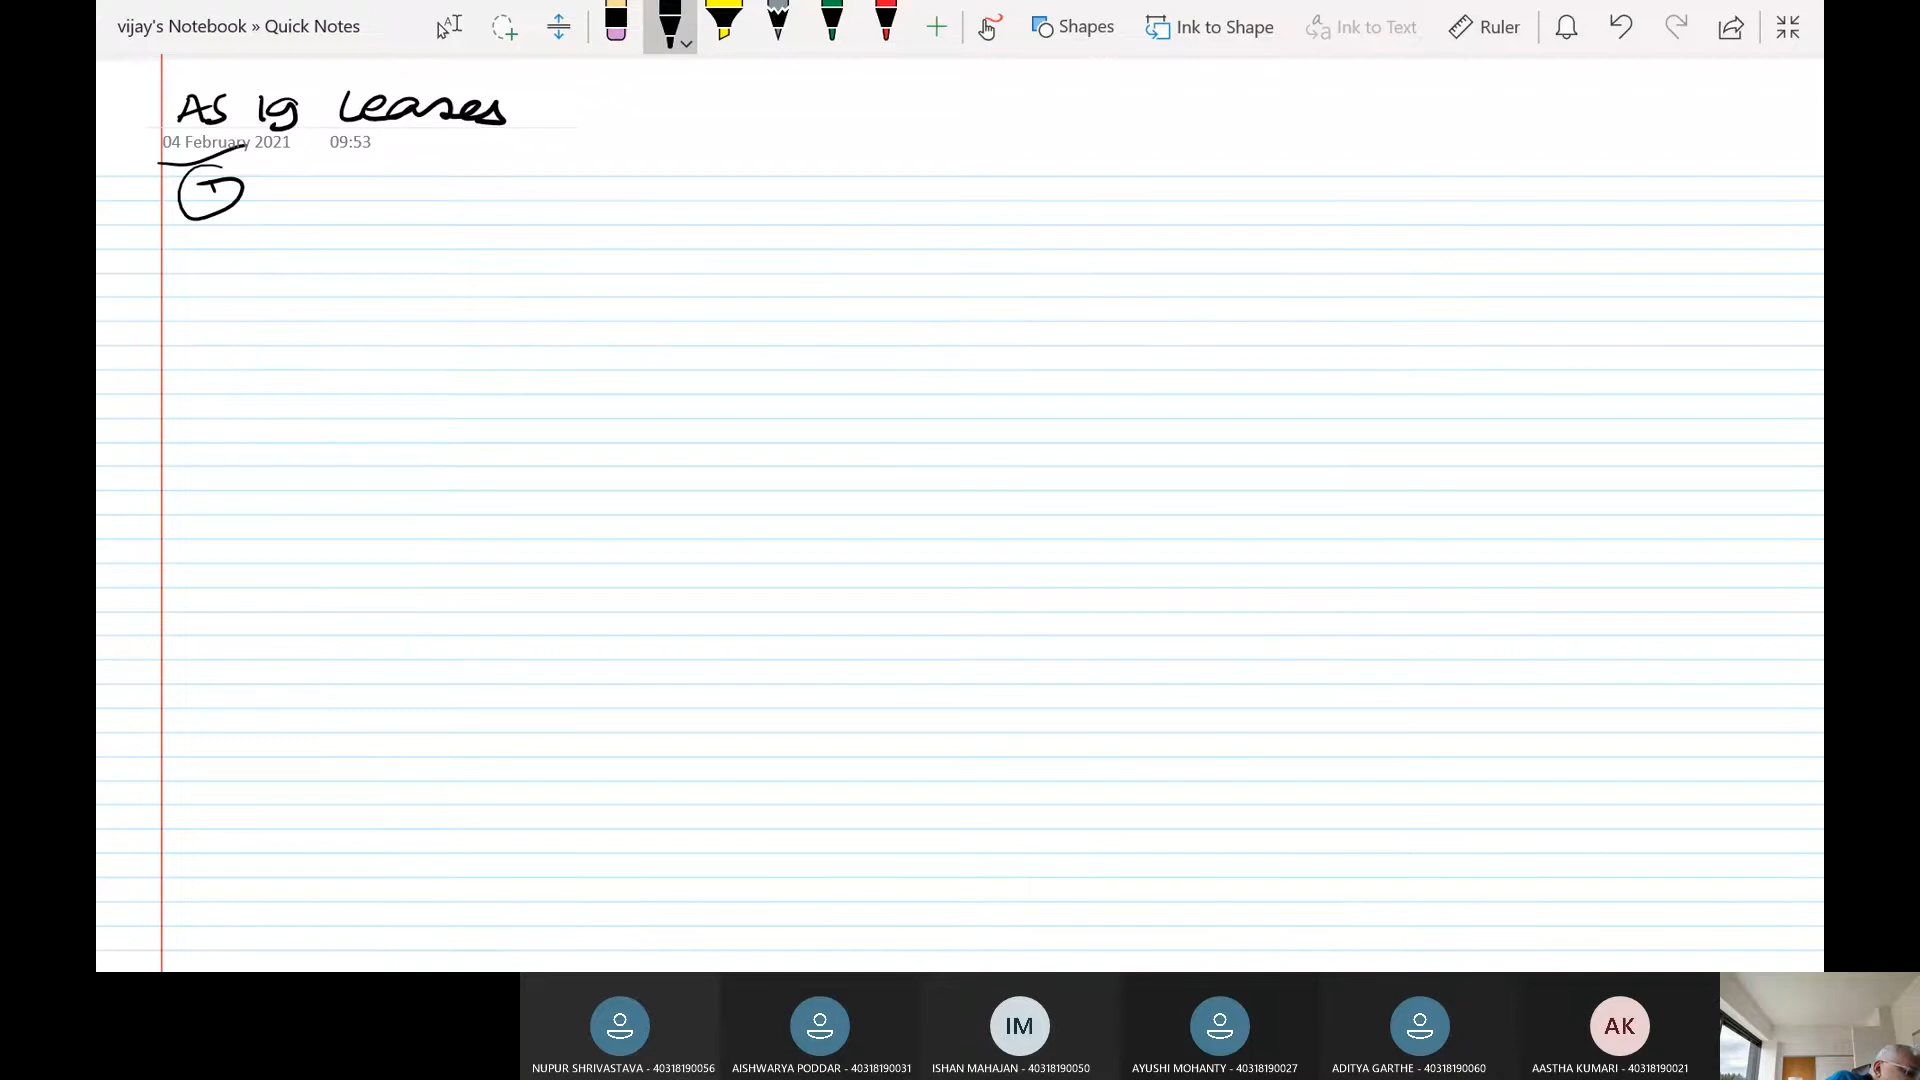 vijay's Notebook » Quick Notes
Shapes
Ink to Shape
Ink to Text
Ruler
AS 19 Leases
04 February 2021 09:53
1
IM
AK
NUPUR SHRIVASTAVA - 40318190056
AISHWARYA PODDAR - 40318190031
ISHAN MAHAJAN - 40318190050
AYUSHI MOHANTY - 40318190027
ADITYA GARTHE - 40318190060
AASTHA KUMARI - 40318190021